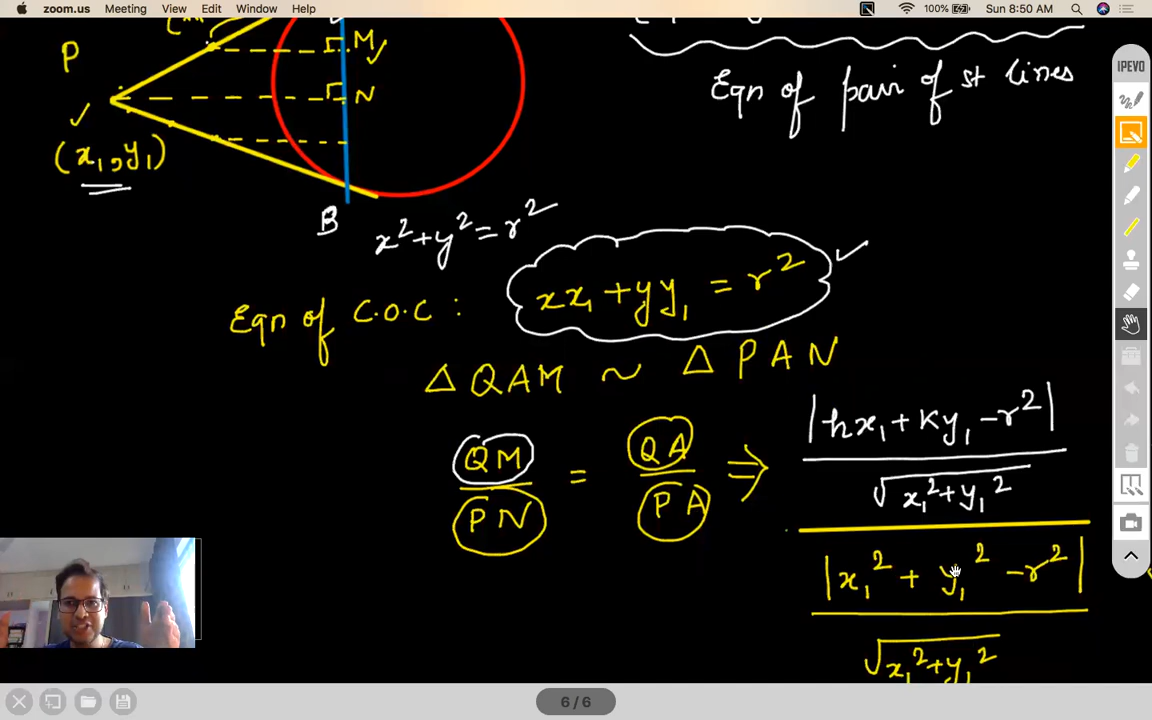 zoom.us Meeting View Edit Window Help 100% Sun 8:50 AM
IPEVO
P
M
N
Eqn of pair of st lines
(x₁, y₁)
B
x² + y² = r²
Eqn of C.O.C : xx₁ + yy₁ = r²
△ QAM ~ △ PAN
QM / PN = QA / PA ⇒ (|hx₁ + Ky₁ - r²| / √(x₁² + y₁²)) / (|x₁² + y₁² - r²| / √(x₁² + y₁²))
6 / 6